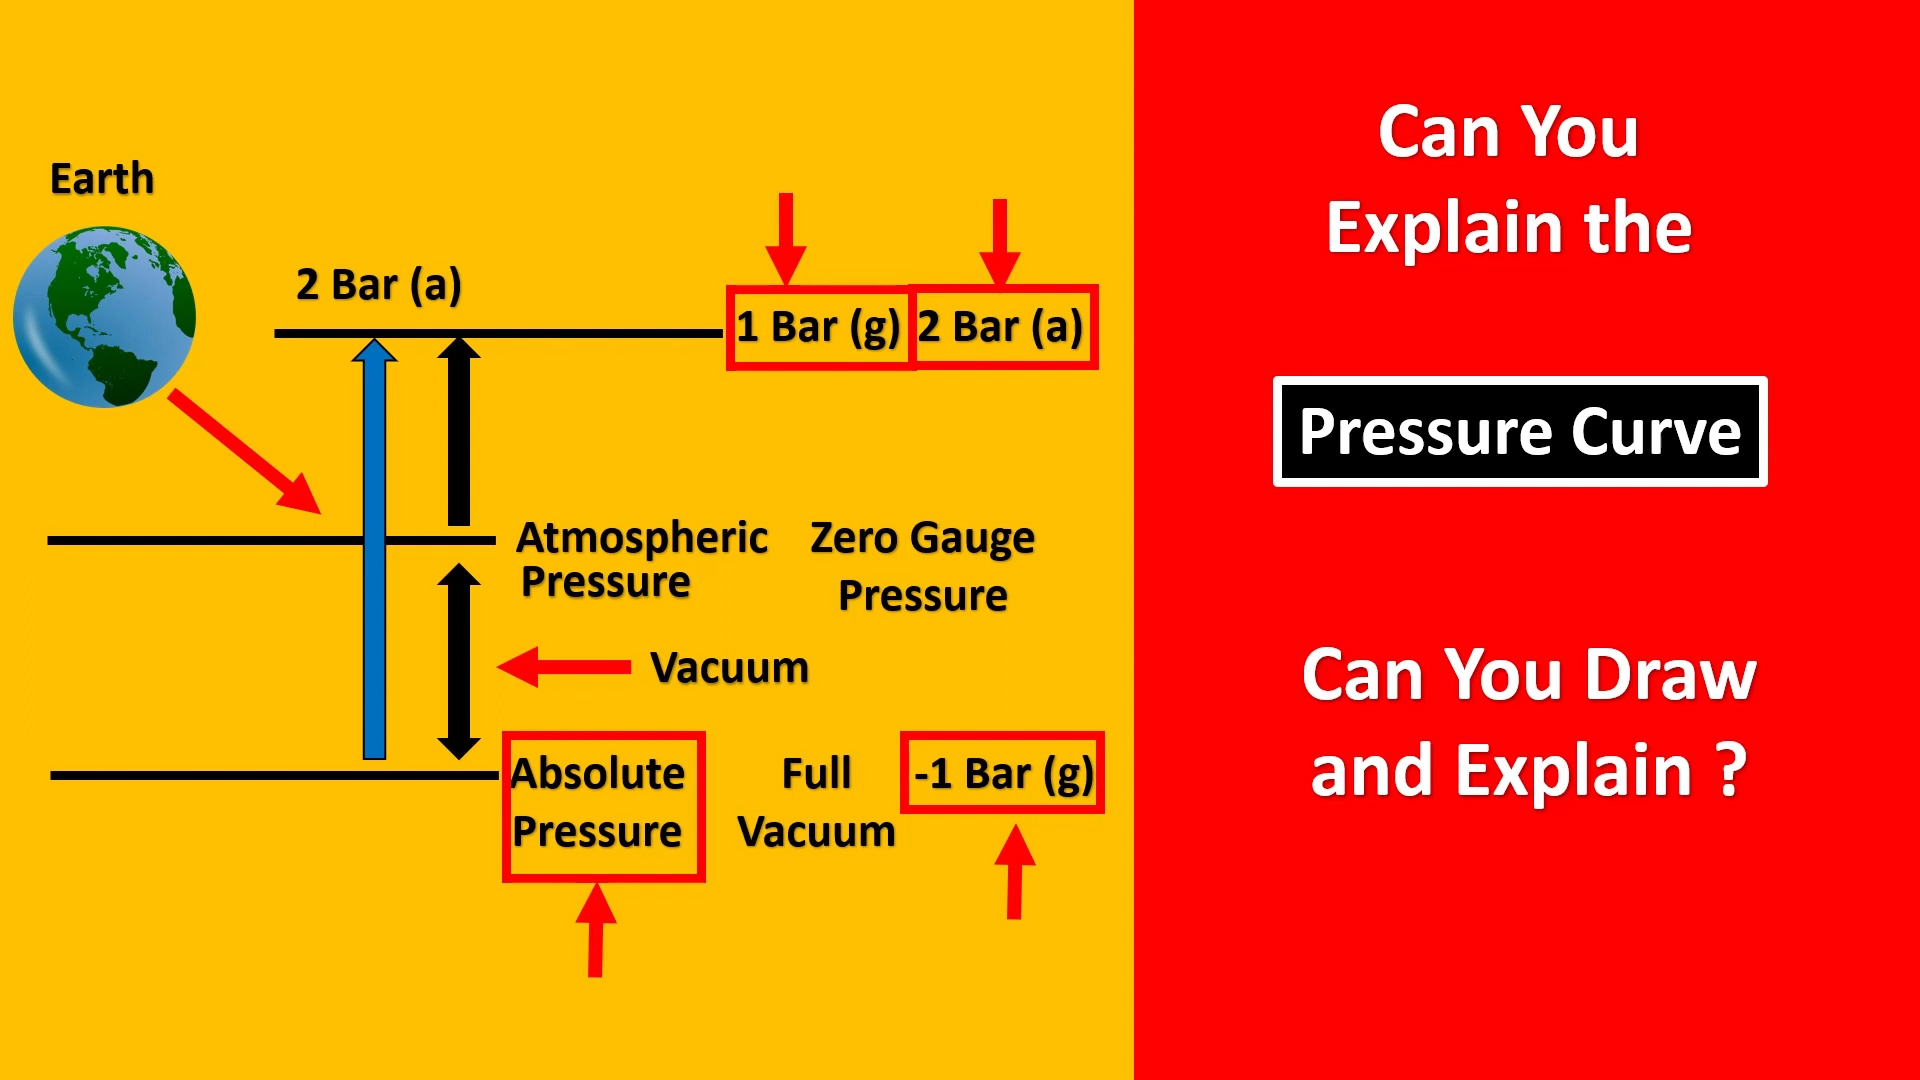 Earth
2 Bar (a)
1 Bar (g) 2 Bar (a)
Atmospheric
Pressure
Zero Gauge
Pressure
Vacuum
Absolute
Pressure
Full
Vacuum
-1 Bar (g)
Can You
Explain the
Pressure Curve
Can You Draw
and Explain ?